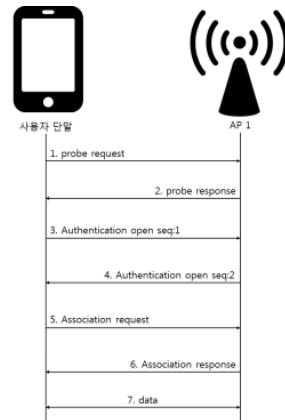 사용자 단말
AP 1
1. probe request
2. probe response
3. Authentication open seq:1
4. Authentication open seq:2
5. Association request
6. Association response
7. data